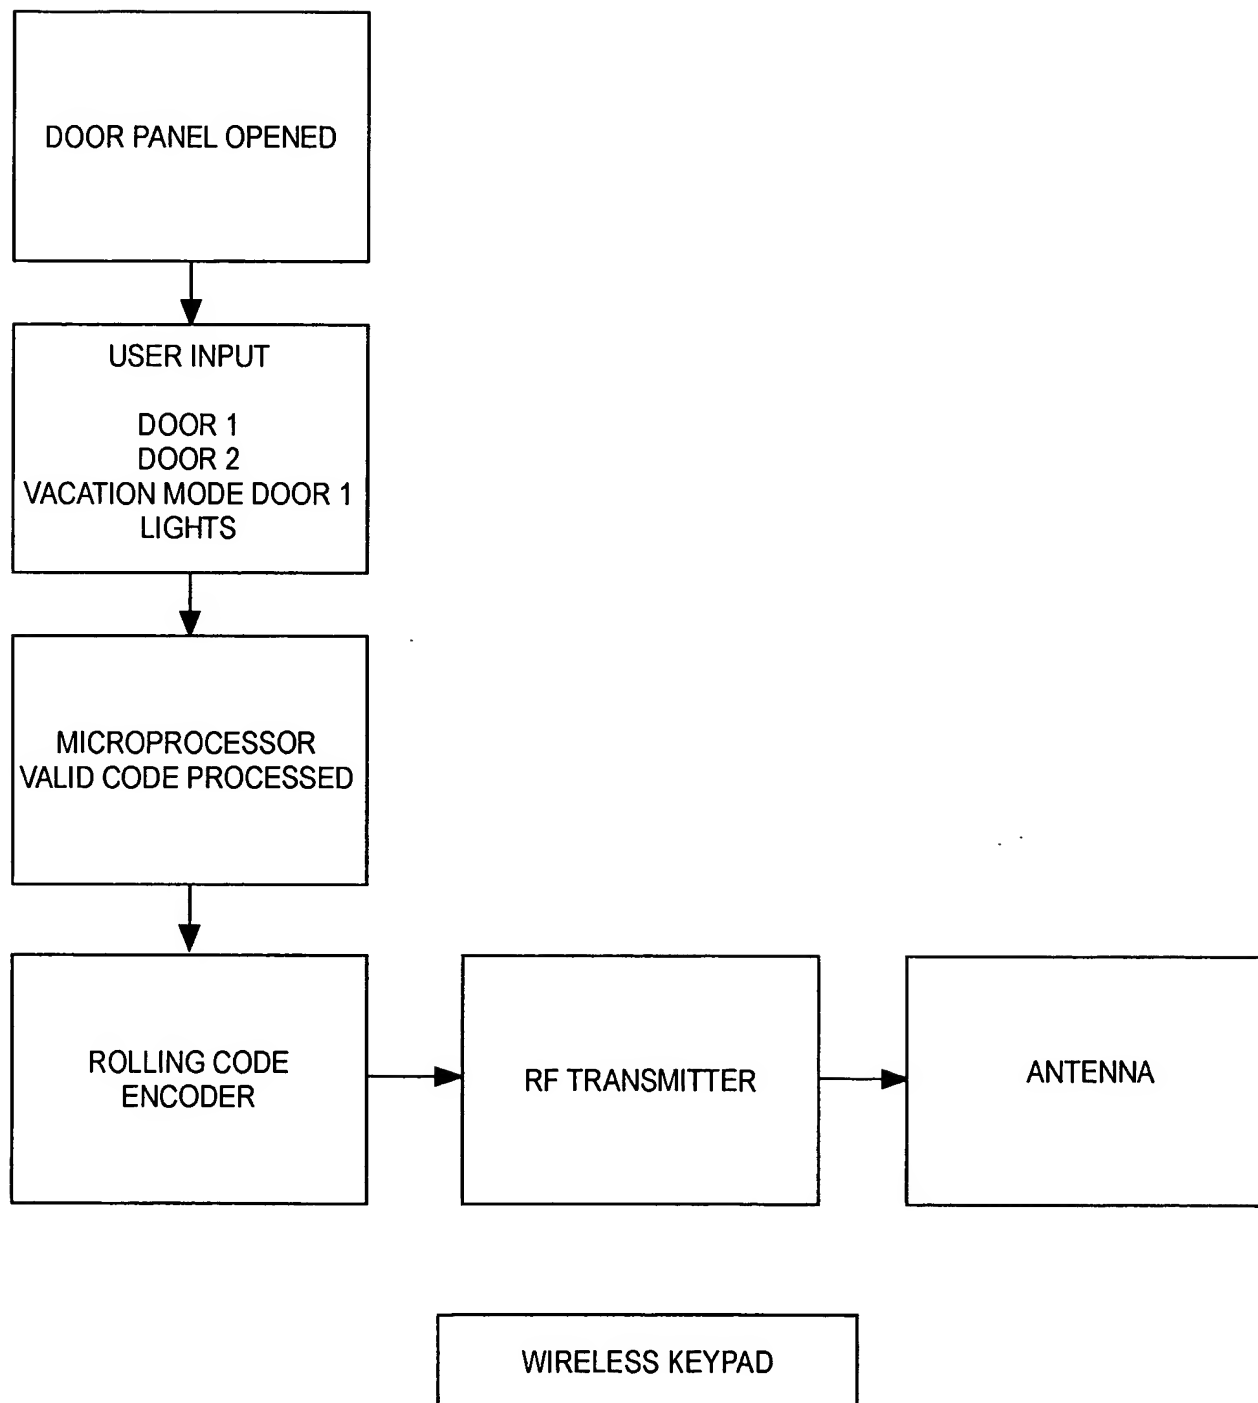 DOOR PANEL OPENED
USER INPUT
DOOR 1
DOOR 2
VACATION MODE DOOR 1
LIGHTS
MICROPROCESSOR
VALID CODE PROCESSED
ROLLING CODE
ENCODER
RF TRANSMITTER
ANTENNA
WIRELESS KEYPAD